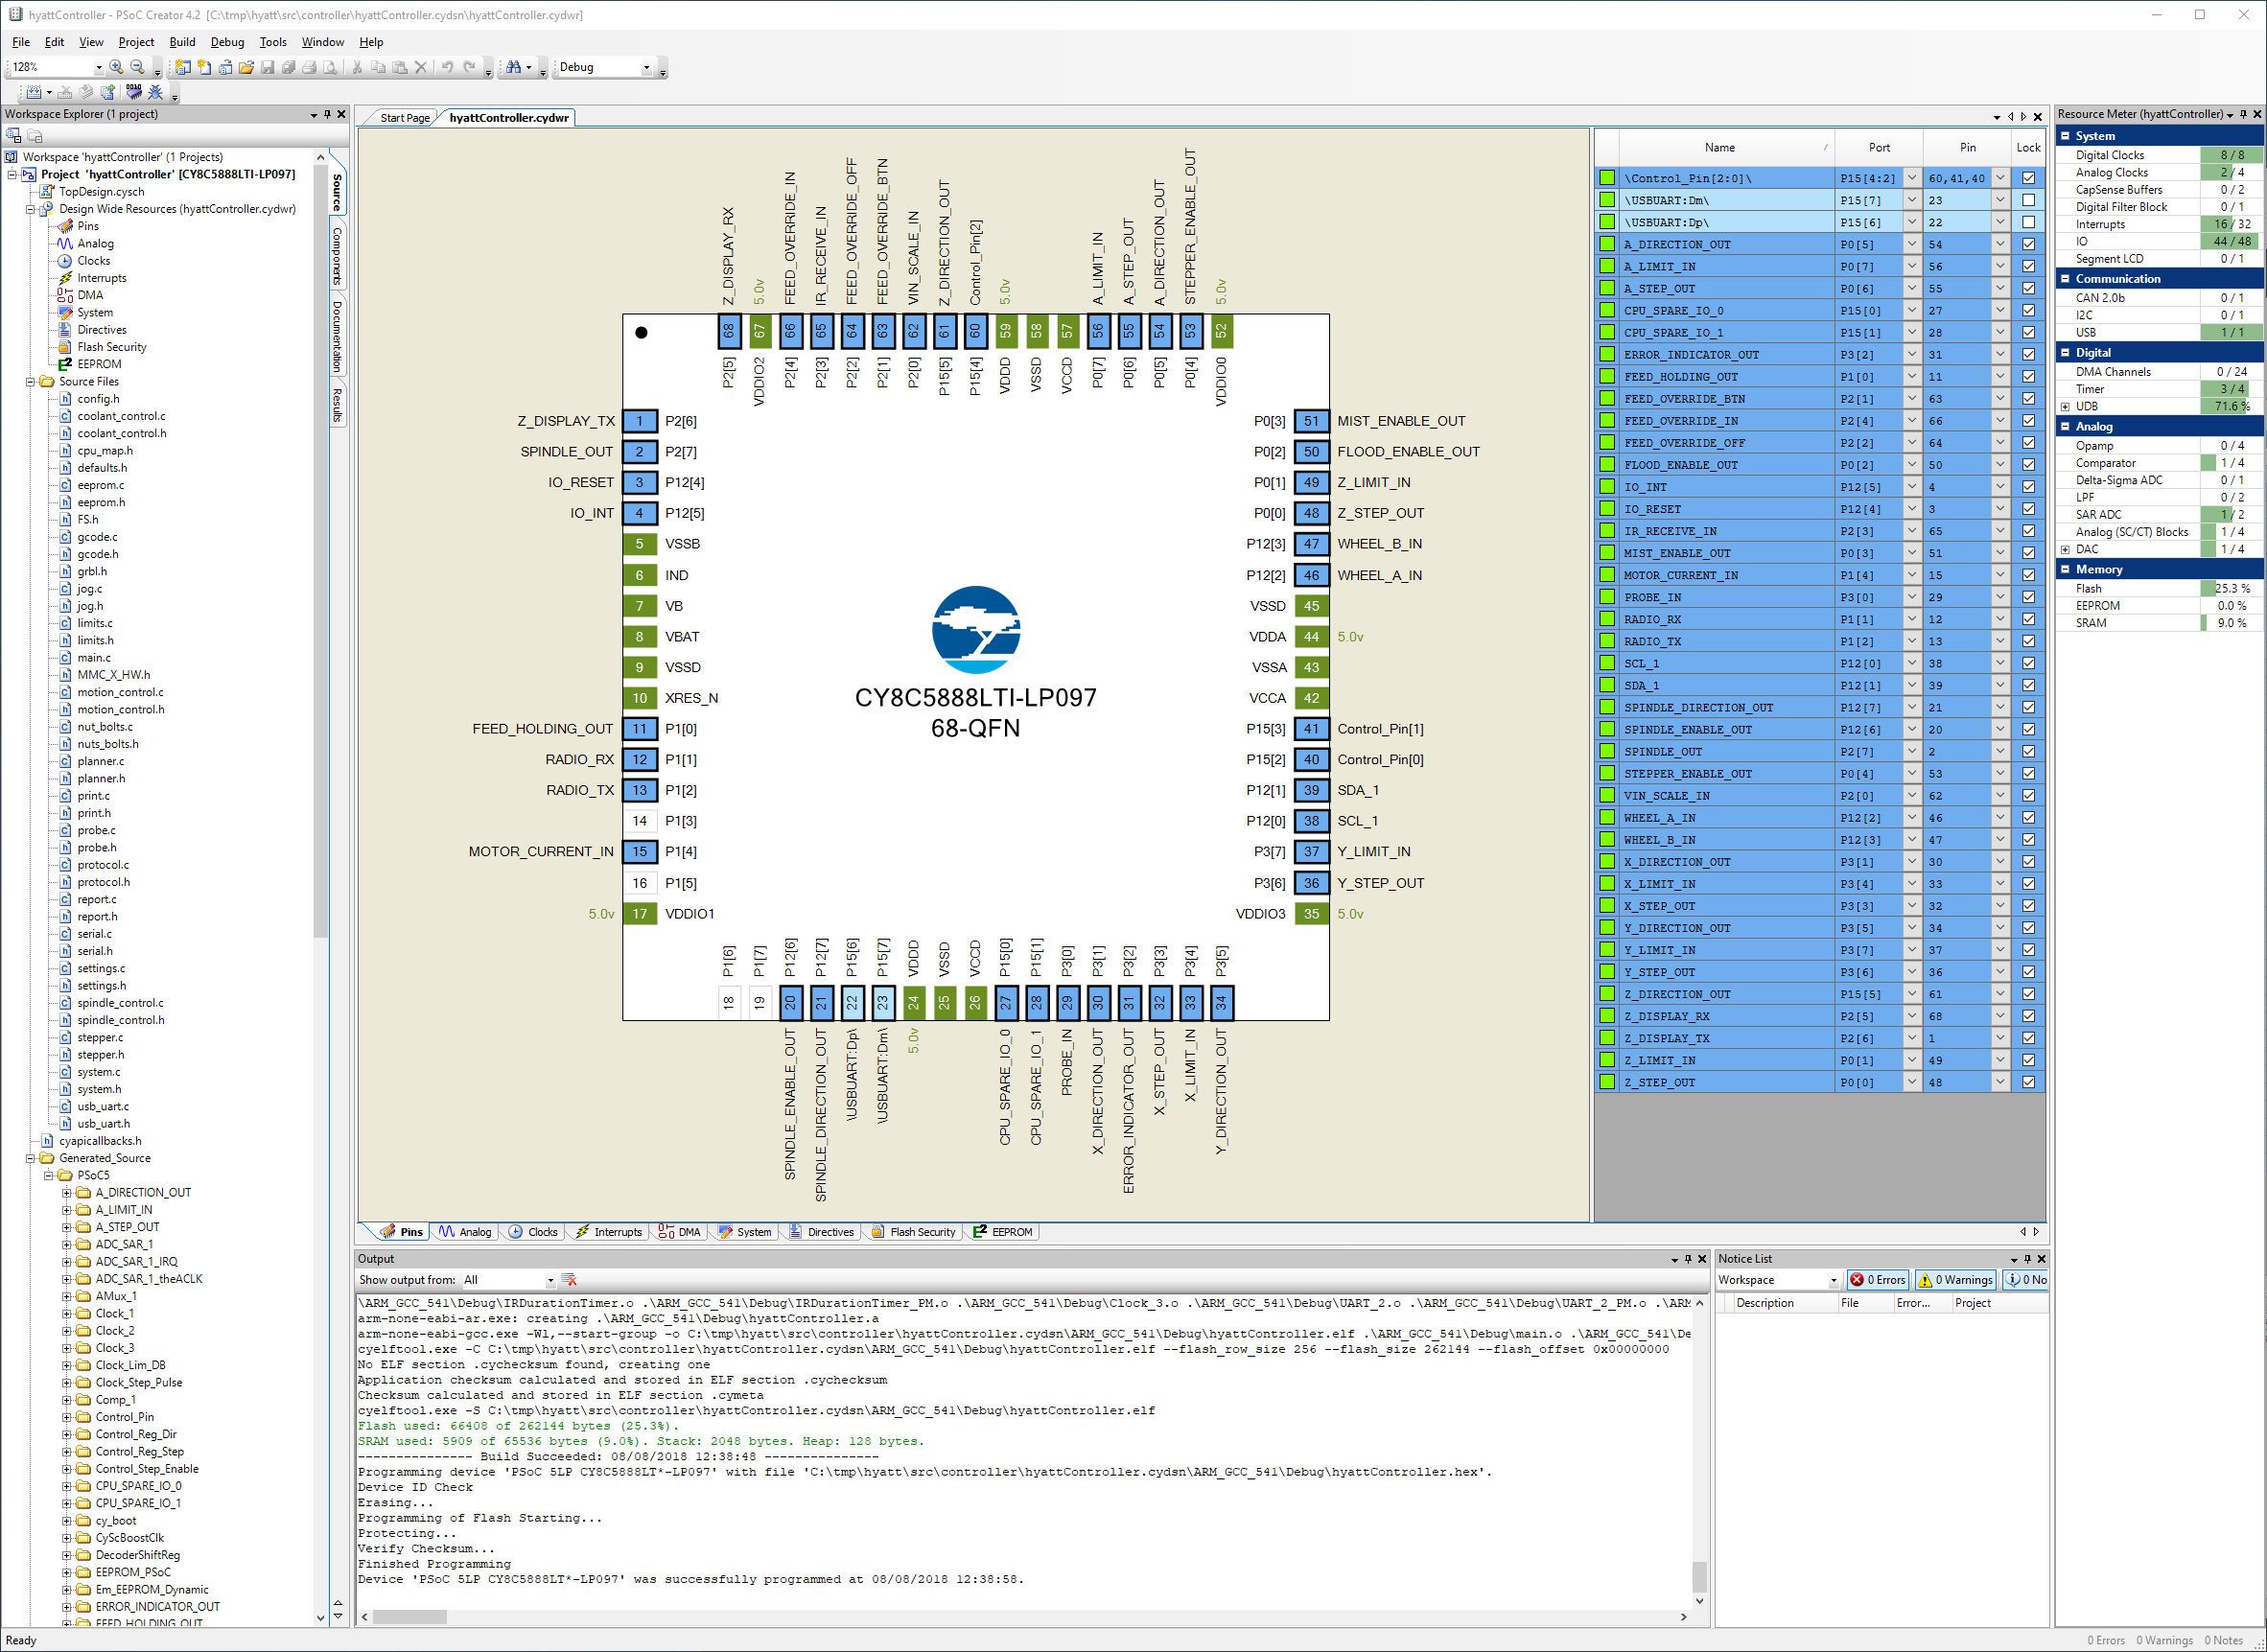 hyattController - PSoC Creator 4.2 [C:\tmp\hyatt\src\controller\hyattController.cydsn\hyattController.cydwr]
File Edit View Project Build Debug Tools Window Help
128%
Debug
Workspace Explorer (1 project)
Workspace 'hyattController' (1 Projects)
Project 'hyattController' [CY8C5888LTI-LP097]
TopDesign.cysch
Design Wide Resources (hyattController.cydwr)
Pins
Analog
Clocks
Interrupts
DMA
System
Directives
Flash Security
EEPROM
Source Files
config.h
coolant_control.c
coolant_control.h
cpu_map.h
defaults.h
eeprom.c
eeprom.h
FS.h
gcode.c
gcode.h
grbl.h
jog.c
jog.h
limits.c
limits.h
main.c
MMC_X_HW.h
motion_control.c
motion_control.h
nut_bolts.c
nuts_bolts.h
planner.c
planner.h
print.c
print.h
probe.c
probe.h
protocol.c
protocol.h
report.c
report.h
serial.c
serial.h
settings.c
settings.h
spindle_control.c
spindle_control.h
stepper.c
stepper.h
system.c
system.h
usb_uart.c
usb_uart.h
cyapicallbacks.h
Generated_Source
PSoC5
A_DIRECTION_OUT
A_LIMIT_IN
A_STEP_OUT
ADC_SAR_1
ADC_SAR_1_IRQ
ADC_SAR_1_theACLK
AMux_1
Clock_1
Clock_2
Clock_3
Clock_Lim_DB
Clock_Step_Pulse
Comp_1
Control_Pin
Control_Reg_Dir
Control_Reg_Step
Control_Step_Enable
CPU_SPARE_IO_0
CPU_SPARE_IO_1
cy_boot
CyScBoostClk
DecoderShiftReg
EEPROM_PSoC
Em_EEPROM_Dynamic
ERROR_INDICATOR_OUT
FEED_HOLDING_OUT
Source
Components
Documentation
Results
Start Page hyattController.cydwr
Z_DISPLAY_RX 68 P2[5]
5.0v 67 VDDIO2
FEED_OVERRIDE_IN 66 P2[4]
IR_RECEIVE_IN 65 P2[3]
FEED_OVERRIDE_OFF 64 P2[2]
FEED_OVERRIDE_BTN 63 P2[1]
VIN_SCALE_IN 62 P2[0]
Z_DIRECTION_OUT 61 P15[5]
Control_Pin[2] 60 P15[4]
5.0v 59 VDDD
58 VSSD
57 VCCD
A_LIMIT_IN 56 P0[7]
A_STEP_OUT 55 P0[6]
A_DIRECTION_OUT 54 P0[5]
STEPPER_ENABLE_OUT 53 P0[4]
5.0v 52 VDDIO0
Z_DISPLAY_TX 1 P2[6]
SPINDLE_OUT 2 P2[7]
IO_RESET 3 P12[4]
IO_INT 4 P12[5]
5 VSSB
6 IND
7 VB
8 VBAT
9 VSSD
10 XRES_N
FEED_HOLDING_OUT 11 P1[0]
RADIO_RX 12 P1[1]
RADIO_TX 13 P1[2]
14 P1[3]
MOTOR_CURRENT_IN 15 P1[4]
16 P1[5]
5.0v 17 VDDIO1
CY8C5888LTI-LP097
68-QFN
P0[3] 51 MIST_ENABLE_OUT
P0[2] 50 FLOOD_ENABLE_OUT
P0[1] 49 Z_LIMIT_IN
P0[0] 48 Z_STEP_OUT
P12[3] 47 WHEEL_B_IN
P12[2] 46 WHEEL_A_IN
VSSD 45
VDDA 44 5.0v
VSSA 43
VCCA 42
P15[3] 41 Control_Pin[1]
P15[2] 40 Control_Pin[0]
P12[1] 39 SDA_1
P12[0] 38 SCL_1
P3[7] 37 Y_LIMIT_IN
P3[6] 36 Y_STEP_OUT
VDDIO3 35 5.0v
P1[6] 18
P1[7] 19
P12[6] 20 SPINDLE_ENABLE_OUT
P12[7] 21 SPINDLE_DIRECTION_OUT
P15[6] 22 \USBUART:Dp\
P15[7] 23 \USBUART:Dm\
VDDD 24 5.0v
VSSD 25
VCCD 26
P15[0] 27 CPU_SPARE_IO_0
P15[1] 28 CPU_SPARE_IO_1
P3[0] 29 PROBE_IN
P3[1] 30 X_DIRECTION_OUT
P3[2] 31 ERROR_INDICATOR_OUT
P3[3] 32 X_STEP_OUT
P3[4] 33 X_LIMIT_IN
P3[5] 34 Y_DIRECTION_OUT
Pins Analog Clocks Interrupts DMA System Directives Flash Security EEPROM
Name Port Pin Lock
\Control_Pin[2:0]\ P15[4:2] 60,41,40
\USBUART:Dm\ P15[7] 23
\USBUART:Dp\ P15[6] 22
A_DIRECTION_OUT P0[5] 54
A_LIMIT_IN P0[7] 56
A_STEP_OUT P0[6] 55
CPU_SPARE_IO_0 P15[0] 27
CPU_SPARE_IO_1 P15[1] 28
ERROR_INDICATOR_OUT P3[2] 31
FEED_HOLDING_OUT P1[0] 11
FEED_OVERRIDE_BTN P2[1] 63
FEED_OVERRIDE_IN P2[4] 66
FEED_OVERRIDE_OFF P2[2] 64
FLOOD_ENABLE_OUT P0[2] 50
IO_INT P12[5] 4
IO_RESET P12[4] 3
IR_RECEIVE_IN P2[3] 65
MIST_ENABLE_OUT P0[3] 51
MOTOR_CURRENT_IN P1[4] 15
PROBE_IN P3[0] 29
RADIO_RX P1[1] 12
RADIO_TX P1[2] 13
SCL_1 P12[0] 38
SDA_1 P12[1] 39
SPINDLE_DIRECTION_OUT P12[7] 21
SPINDLE_ENABLE_OUT P12[6] 20
SPINDLE_OUT P2[7] 2
STEPPER_ENABLE_OUT P0[4] 53
VIN_SCALE_IN P2[0] 62
WHEEL_A_IN P12[2] 46
WHEEL_B_IN P12[3] 47
X_DIRECTION_OUT P3[1] 30
X_LIMIT_IN P3[4] 33
X_STEP_OUT P3[3] 32
Y_DIRECTION_OUT P3[5] 34
Y_LIMIT_IN P3[7] 37
Y_STEP_OUT P3[6] 36
Z_DIRECTION_OUT P15[5] 61
Z_DISPLAY_RX P2[5] 68
Z_DISPLAY_TX P2[6] 1
Z_LIMIT_IN P0[1] 49
Z_STEP_OUT P0[0] 48
Resource Meter (hyattController)
System
Digital Clocks 8 / 8
Analog Clocks 2 / 4
CapSense Buffers 0 / 2
Digital Filter Block 0 / 1
Interrupts 16 / 32
IO 44 / 48
Segment LCD 0 / 1
Communication
CAN 2.0b 0 / 1
I2C 0 / 1
USB 1 / 1
Digital
DMA Channels 0 / 24
Timer 3 / 4
UDB 71.6 %
Analog
Opamp 0 / 4
Comparator 1 / 4
Delta-Sigma ADC 0 / 1
LPF 0 / 2
SAR ADC 1 / 2
Analog (SC/CT) Blocks 1 / 4
DAC 1 / 4
Memory
Flash 25.3 %
EEPROM 0.0 %
SRAM 9.0 %
Output
Show output from: All
\ARM_GCC_541\Debug\IRDurationTimer.o .\ARM_GCC_541\Debug\IRDurationTimer_PM.o .\ARM_GCC_541\Debug\Clock_3.o .\ARM_GCC_541\Debug\UART_2.o .\ARM_GCC_541\Debug\UART_2_PM.o .\ARM
arm-none-eabi-ar.exe: creating .\ARM_GCC_541\Debug\hyattController.a
arm-none-eabi-gcc.exe -Wl,--start-group -o C:\tmp\hyatt\src\controller\hyattController.cydsn\ARM_GCC_541\Debug\hyattController.elf .\ARM_GCC_541\Debug\main.o .\ARM_GCC_541\De
cyelftool.exe -C C:\tmp\hyatt\src\controller\hyattController.cydsn\ARM_GCC_541\Debug\hyattController.elf --flash_row_size 256 --flash_size 262144 --flash_offset 0x00000000
No ELF section .cychecksum found, creating one
Application checksum calculated and stored in ELF section .cychecksum
Checksum calculated and stored in ELF section .cymeta
cyelftool.exe -S C:\tmp\hyatt\src\controller\hyattController.cydsn\ARM_GCC_541\Debug\hyattController.elf
Flash used: 66408 of 262144 bytes (25.3%).
SRAM used: 5909 of 65536 bytes (9.0%). Stack: 2048 bytes. Heap: 128 bytes.
--------------- Build Succeeded: 08/08/2018 12:38:48 ---------------
Programming device 'PSoC 5LP CY8C5888LT*-LP097' with file 'C:\tmp\hyatt\src\controller\hyattController.cydsn\ARM_GCC_541\Debug\hyattController.hex'.
Device ID Check
Erasing...
Programming of Flash Starting...
Protecting...
Verify Checksum...
Finished Programming
Device 'PSoC 5LP CY8C5888LT*-LP097' was successfully programmed at 08/08/2018 12:38:58.
Notice List
Workspace 0 Errors 0 Warnings 0 No
Description File Error... Project
Ready
0 Errors 0 Warnings 0 Notes